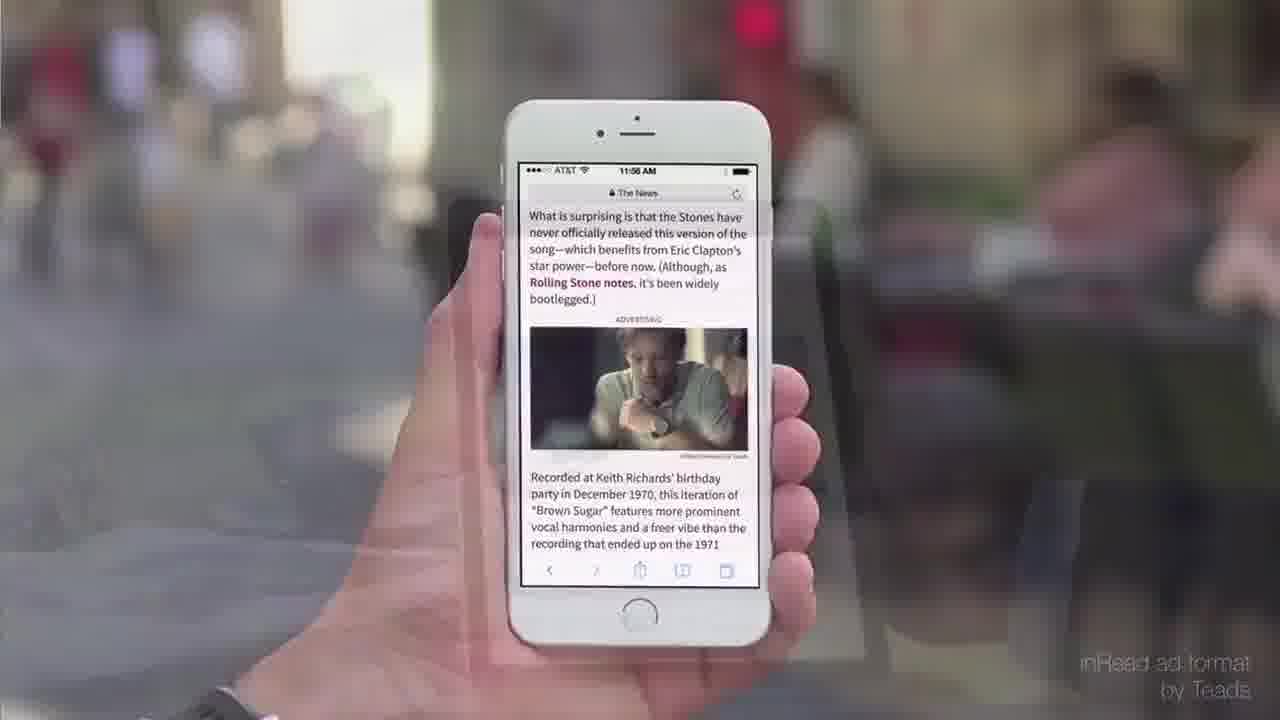 AT&T 11:56 AM
The News
What is surprising is that the Stones have
never officially released this version of the
song—which benefits from Eric Clapton's
star power—before now. (Although, as
Rolling Stone notes, it's been widely
bootlegged.)
ADVERTISING
Recorded at Keith Richards' birthday
party in December 1970, this iteration of
"Brown Sugar" features more prominent
vocal harmonies and a freer vibe than the
recording that ended up on the 1971
inRead ad format
by Teads